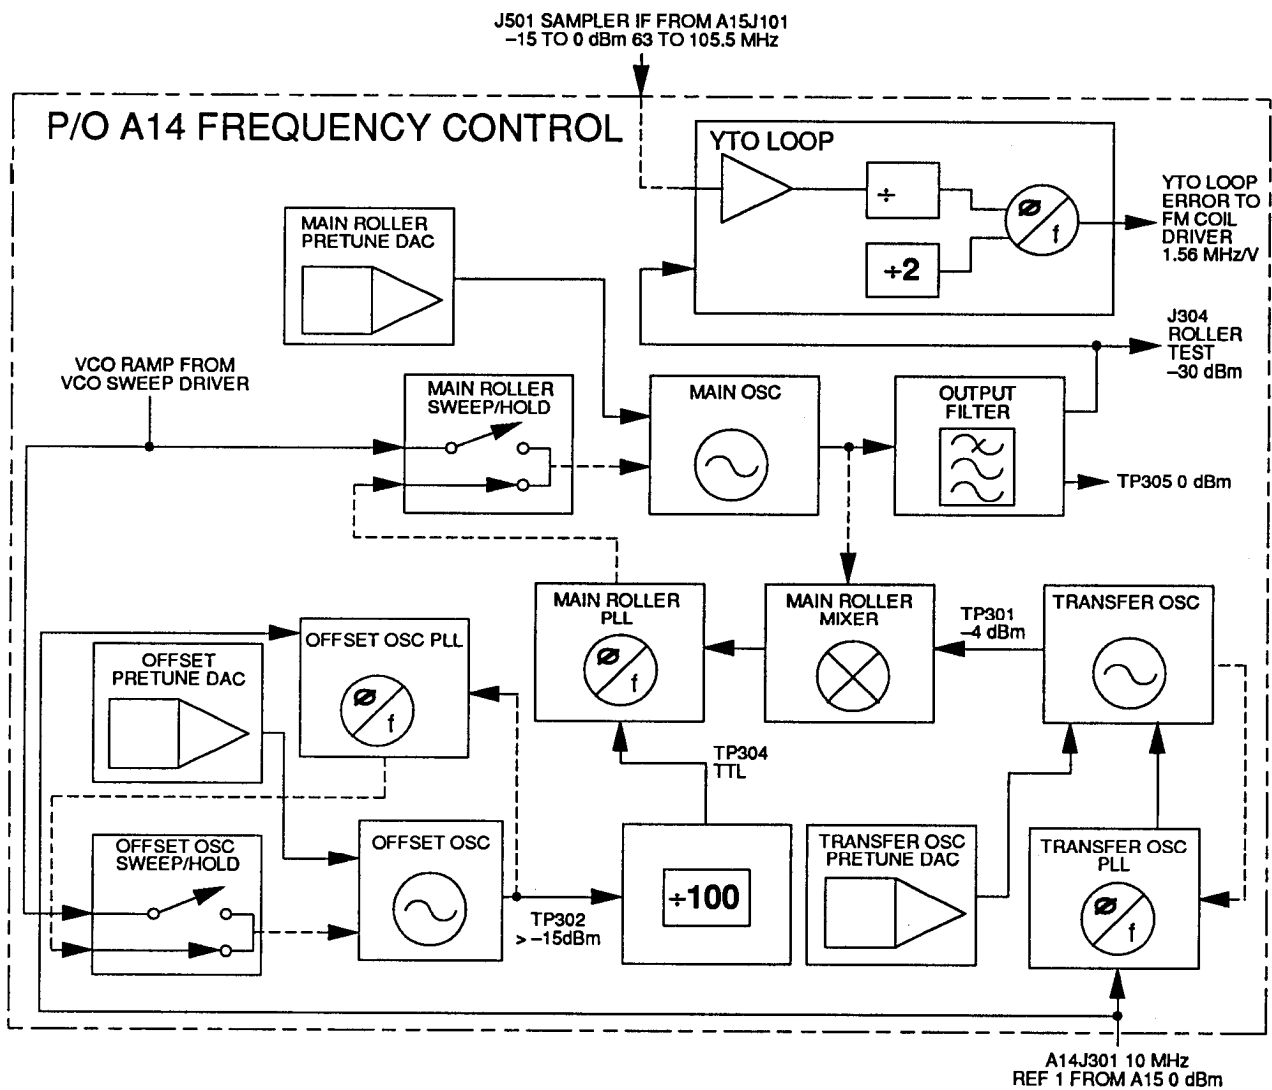 J501 SAMPLER IF FROM A15J101
–15 TO 0 dBm 63 TO 105.5 MHz
P/O A14 FREQUENCY CONTROL
YTO LOOP
÷
Ø
f
÷2
YTO LOOP
ERROR TO
FM COIL
DRIVER
1.56 MHz/V
MAIN ROLLER
PRETUNE DAC
J304
ROLLER
TEST
–30 dBm
VCO RAMP FROM
VCO SWEEP DRIVER
MAIN ROLLER
SWEEP/HOLD
MAIN OSC
OUTPUT
FILTER
TP305 0 dBm
MAIN ROLLER
PLL
Ø
f
MAIN ROLLER
MIXER
TP301
–4 dBm
TRANSFER OSC
OFFSET OSC PLL
Ø
f
OFFSET
PRETUNE DAC
TP304
TTL
OFFSET OSC
SWEEP/HOLD
OFFSET OSC
TP302
> –15dBm
÷100
TRANSFER OSC
PRETUNE DAC
TRANSFER OSC
PLL
Ø
f
A14J301 10 MHz
REF 1 FROM A15 0 dBm